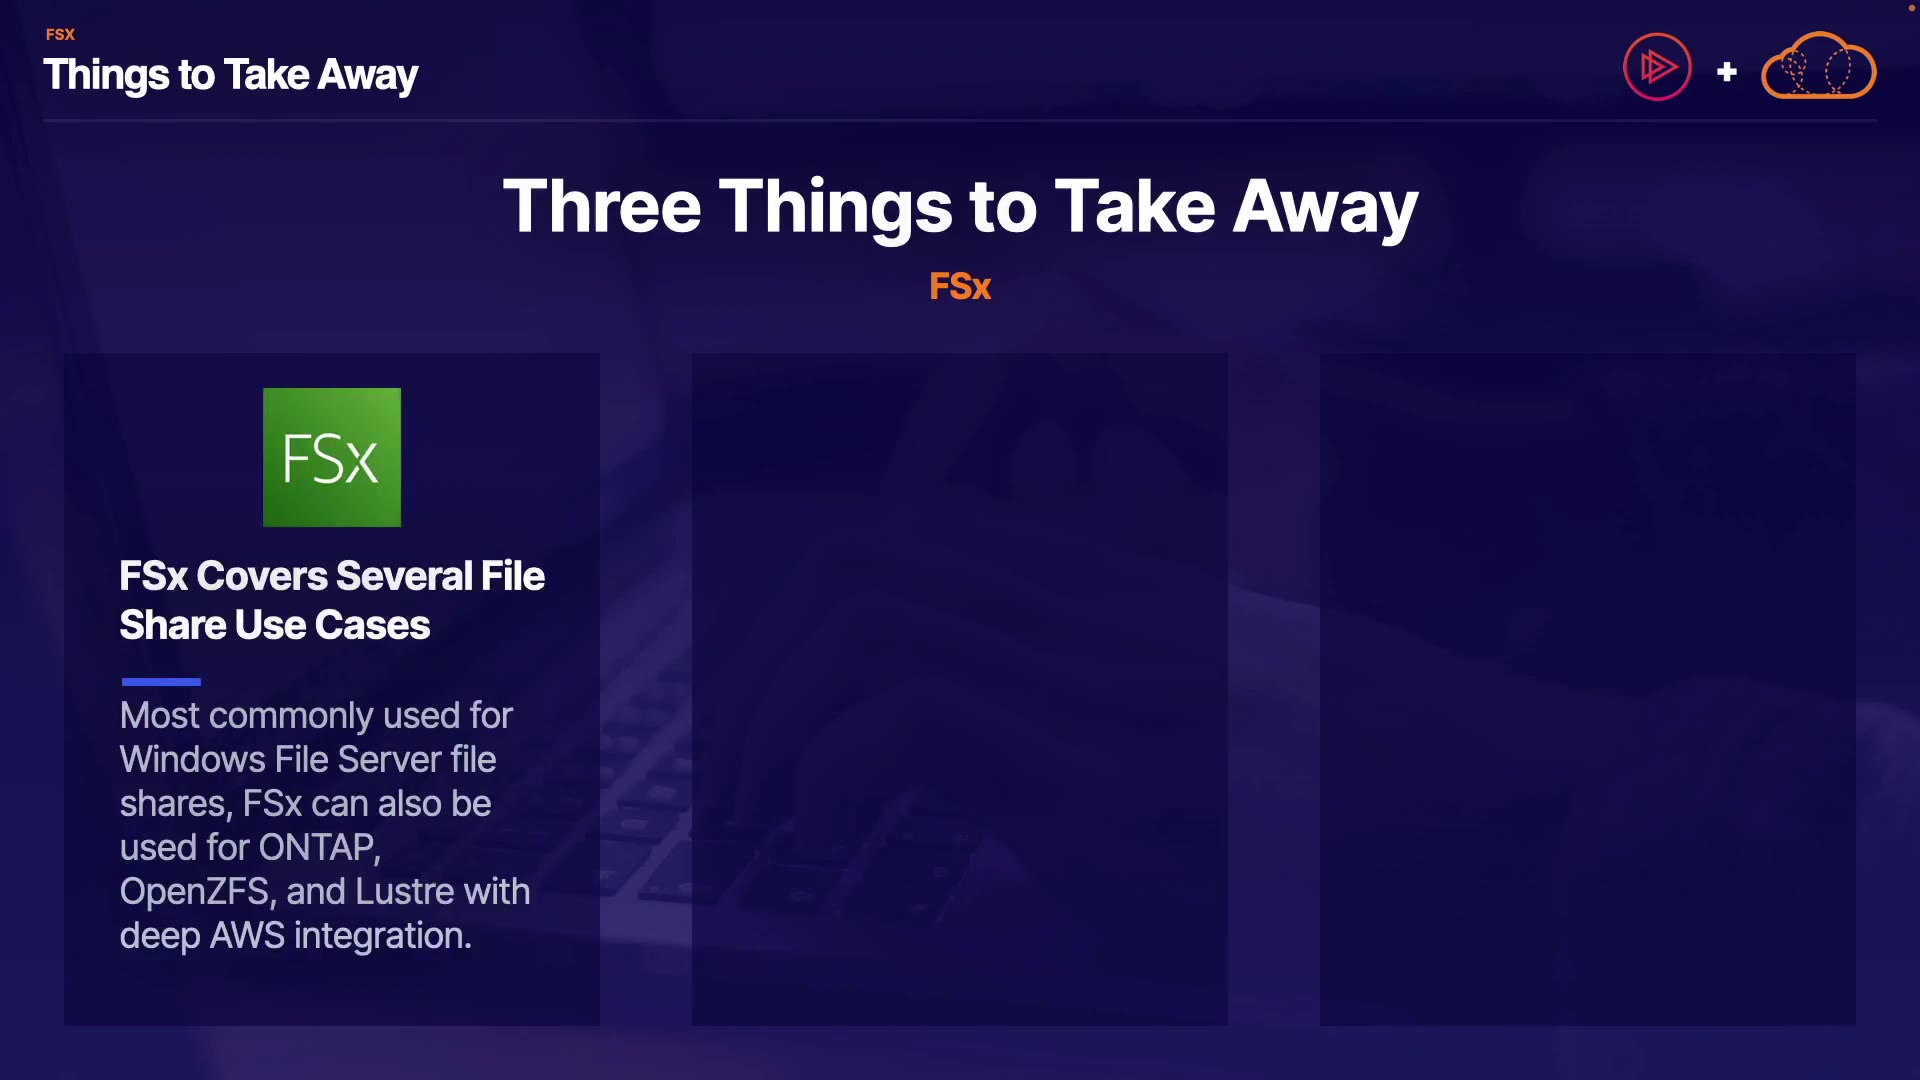 FSX
Things to Take Away
Three Things to Take Away
FSx
FSx
FSx Covers Several File
Share Use Cases
Most commonly used for
Windows File Server file
shares, FSx can also be
used for ONTAP,
OpenZFS, and Lustre with
deep AWS integration.